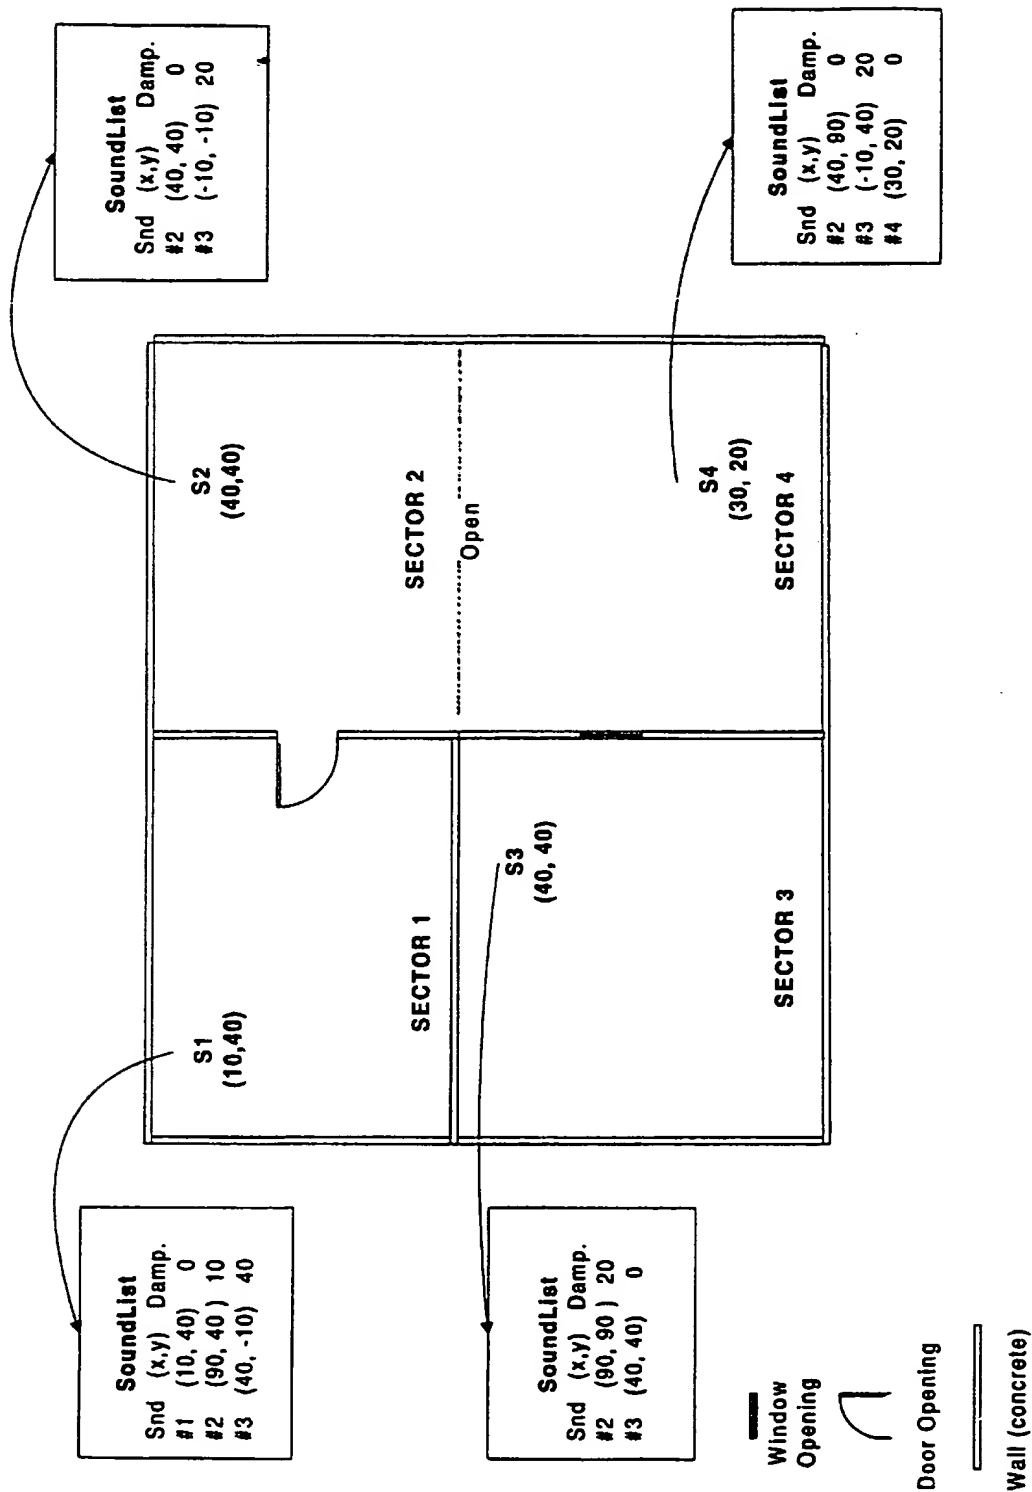 SoundList
Snd (x,y) Damp.
#1 (10, 40) 0
#2 (90, 40 ) 10
#3 (40, -10) 40
S1
(10,40)
SECTOR 1
S2
(40,40)
SECTOR 2
SoundList
Snd (x,y) Damp.
#2 (40, 40) 0
#3 (-10, -10) 20
Open
SoundList
Snd (x,y) Damp.
#2 (90, 90 ) 20
#3 (40, 40) 0
S3
(40, 40)
SECTOR 3
S4
(30, 20)
SECTOR 4
SoundList
Snd (x,y) Damp.
#2 (40, 90) 0
#3 (-10, 40) 20
#4 (30, 20) 0
Window
Opening
Door Opening
Wall (concrete)